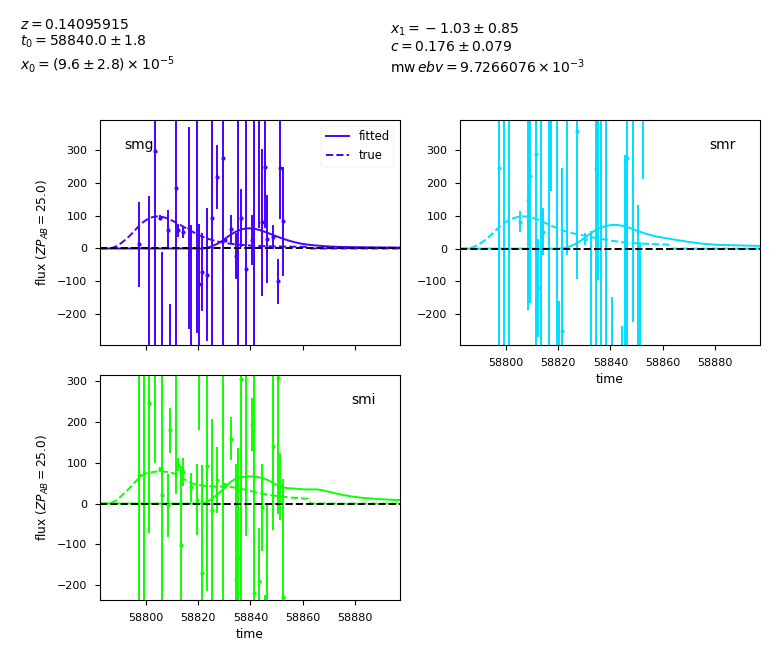 z = 0.14095915
t₀ = 58840.0 ± 1.8
x₀ = (9.6 ± 2.8) × 10⁻⁵
x₁ = −1.03 ± 0.85
c = 0.176 ± 0.079
mw ebv = 9.7266076 × 10⁻³
smg
fitted
true
300
200
100
0
−100
−200
flux (ZP_AB = 25.0)
smr
300
200
100
0
−100
−200
58800 58820 58840 58860 58880
time
smi
300
200
100
0
−100
−200
flux (ZP_AB = 25.0)
58800 58820 58840 58860 58880
time